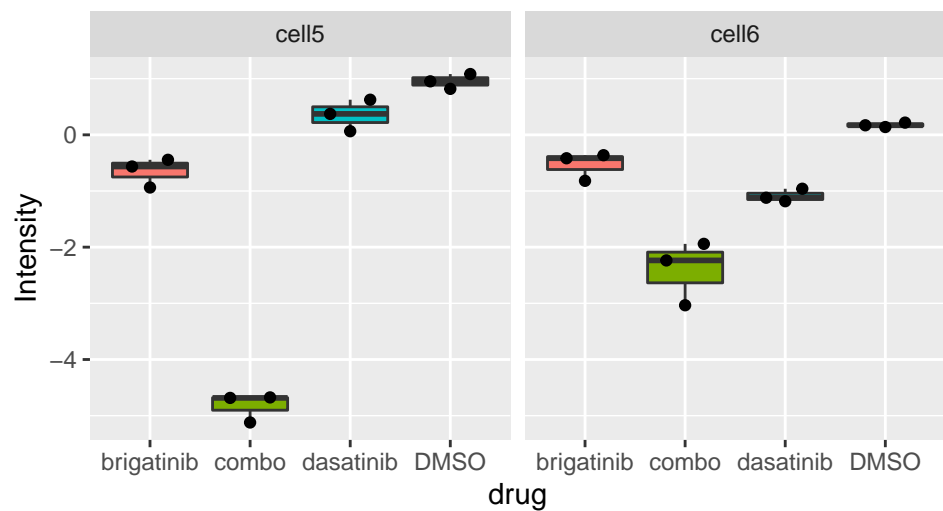 cell5 cell6
Intensity
0
−2
−4
brigatinib combo dasatinib DMSO brigatinib combo dasatinib DMSO
drug